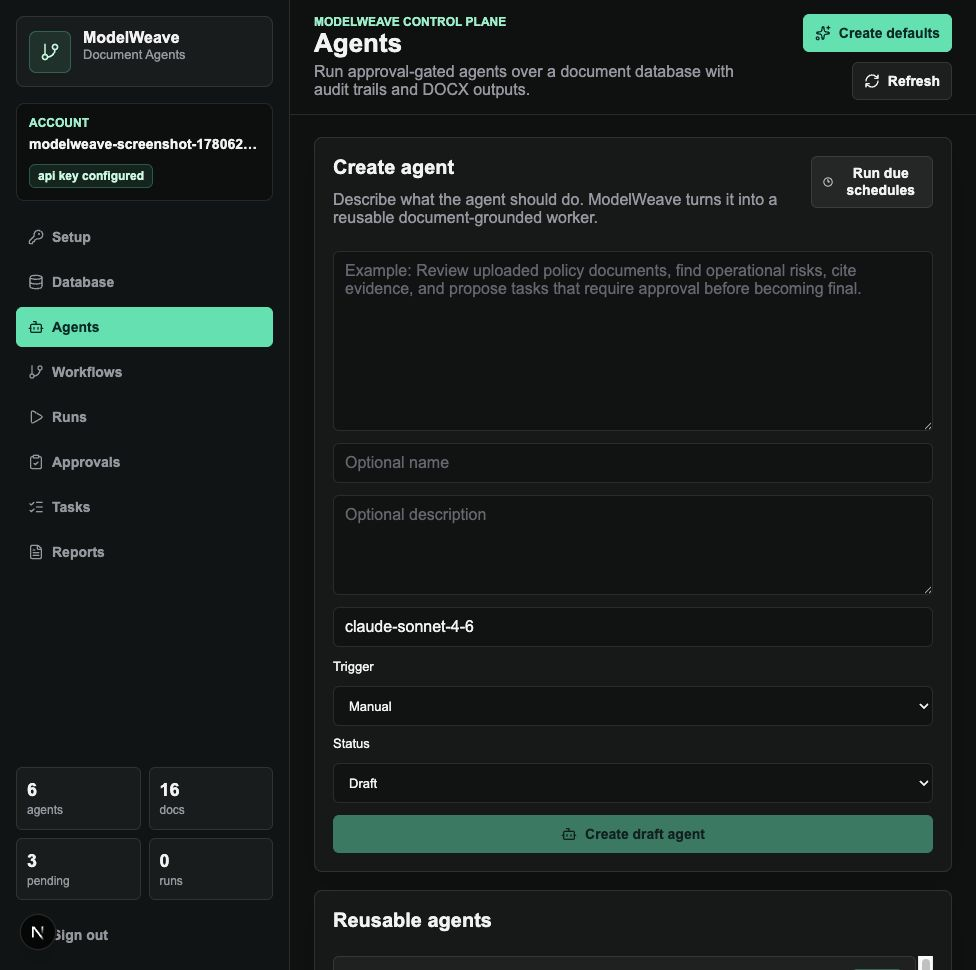 ModelWeave
Document Agents
ACCOUNT
modelweave-screenshot-178062…
api key configured
Setup
Database
Agents
Workflows
Runs
Approvals
Tasks
Reports
6
agents
16
docs
3
pending
0
runs
N
Sign out
MODELWEAVE CONTROL PLANE
Agents
Run approval-gated agents over a document database with
audit trails and DOCX outputs.
Create defaults
Refresh
Create agent
Describe what the agent should do. ModelWeave turns it into a
reusable document-grounded worker.
Run due
schedules
Example: Review uploaded policy documents, find operational risks, cite
evidence, and propose tasks that require approval before becoming final.
Optional name
Optional description
claude-sonnet-4-6
Trigger
Manual
Status
Draft
Create draft agent
Reusable agents